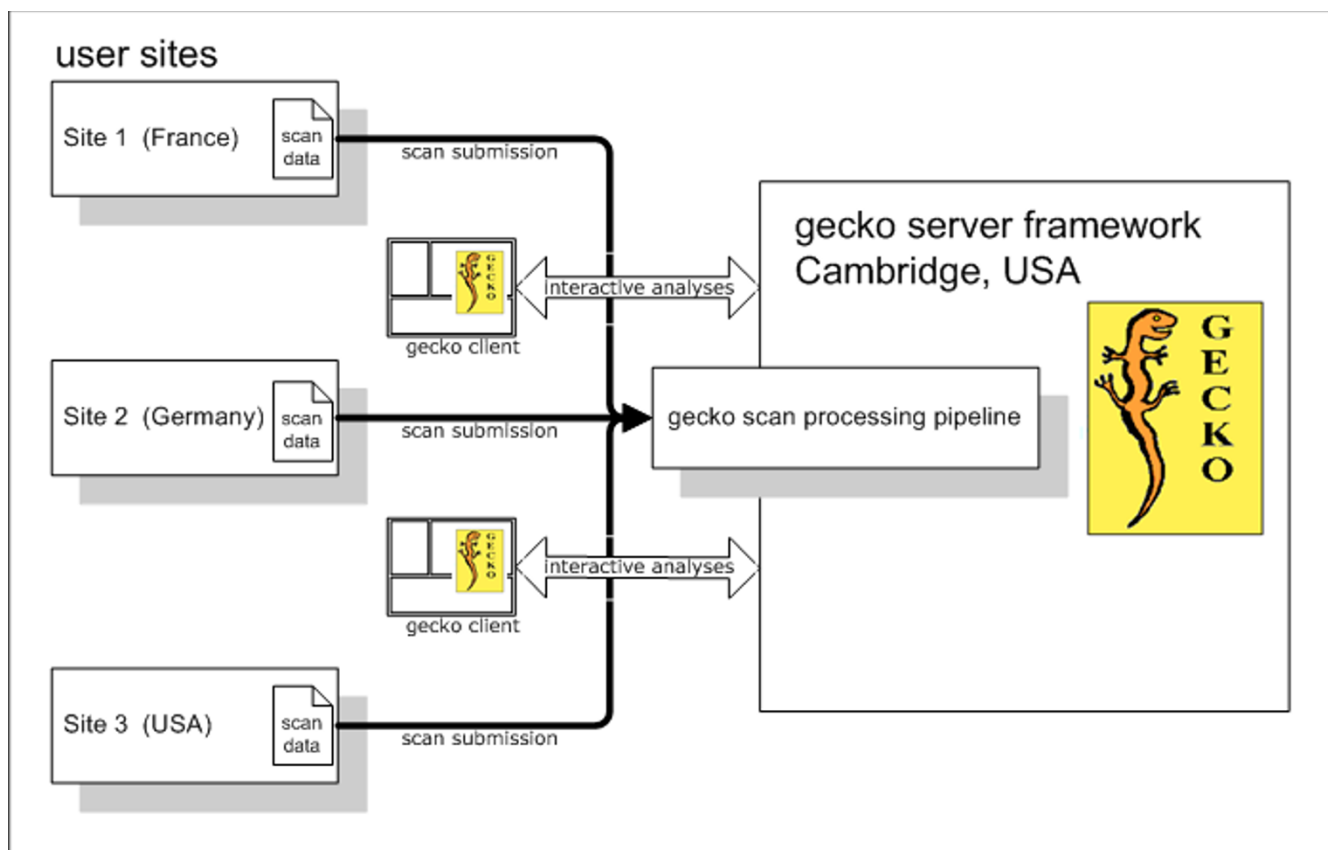 user sites
Site 1 (France)
scan
data
scan submission
GECKO
interactive analyses
gecko client
gecko server framework
Cambridge, USA
GECKO
Site 2 (Germany)
scan
data
scan submission
gecko scan processing pipeline
GECKO
interactive analyses
gecko client
Site 3 (USA)
scan
data
scan submission